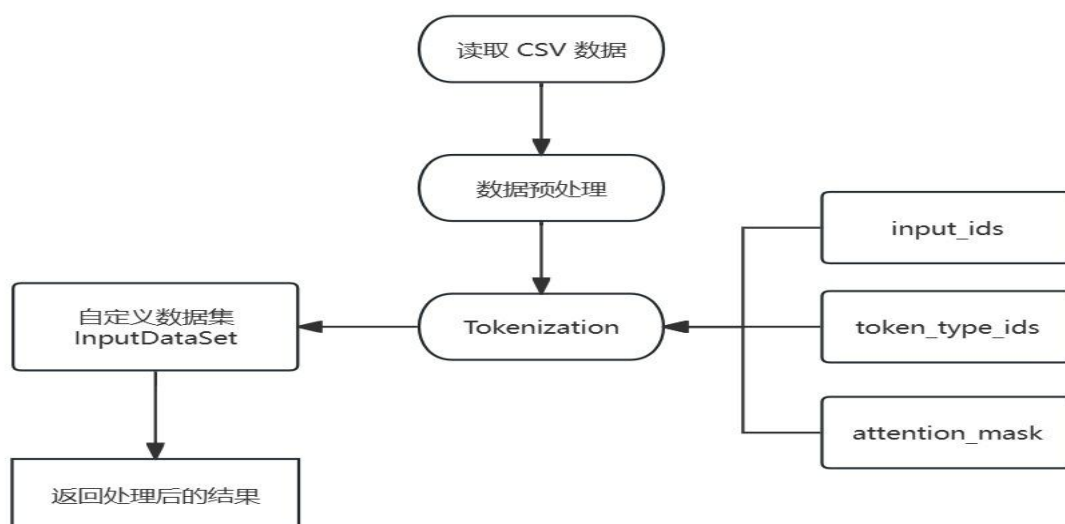 读取 CSV 数据
数据预处理
input_ids
自定义数据集
InputDataSet
Tokenization
token_type_ids
attention_mask
返回处理后的结果